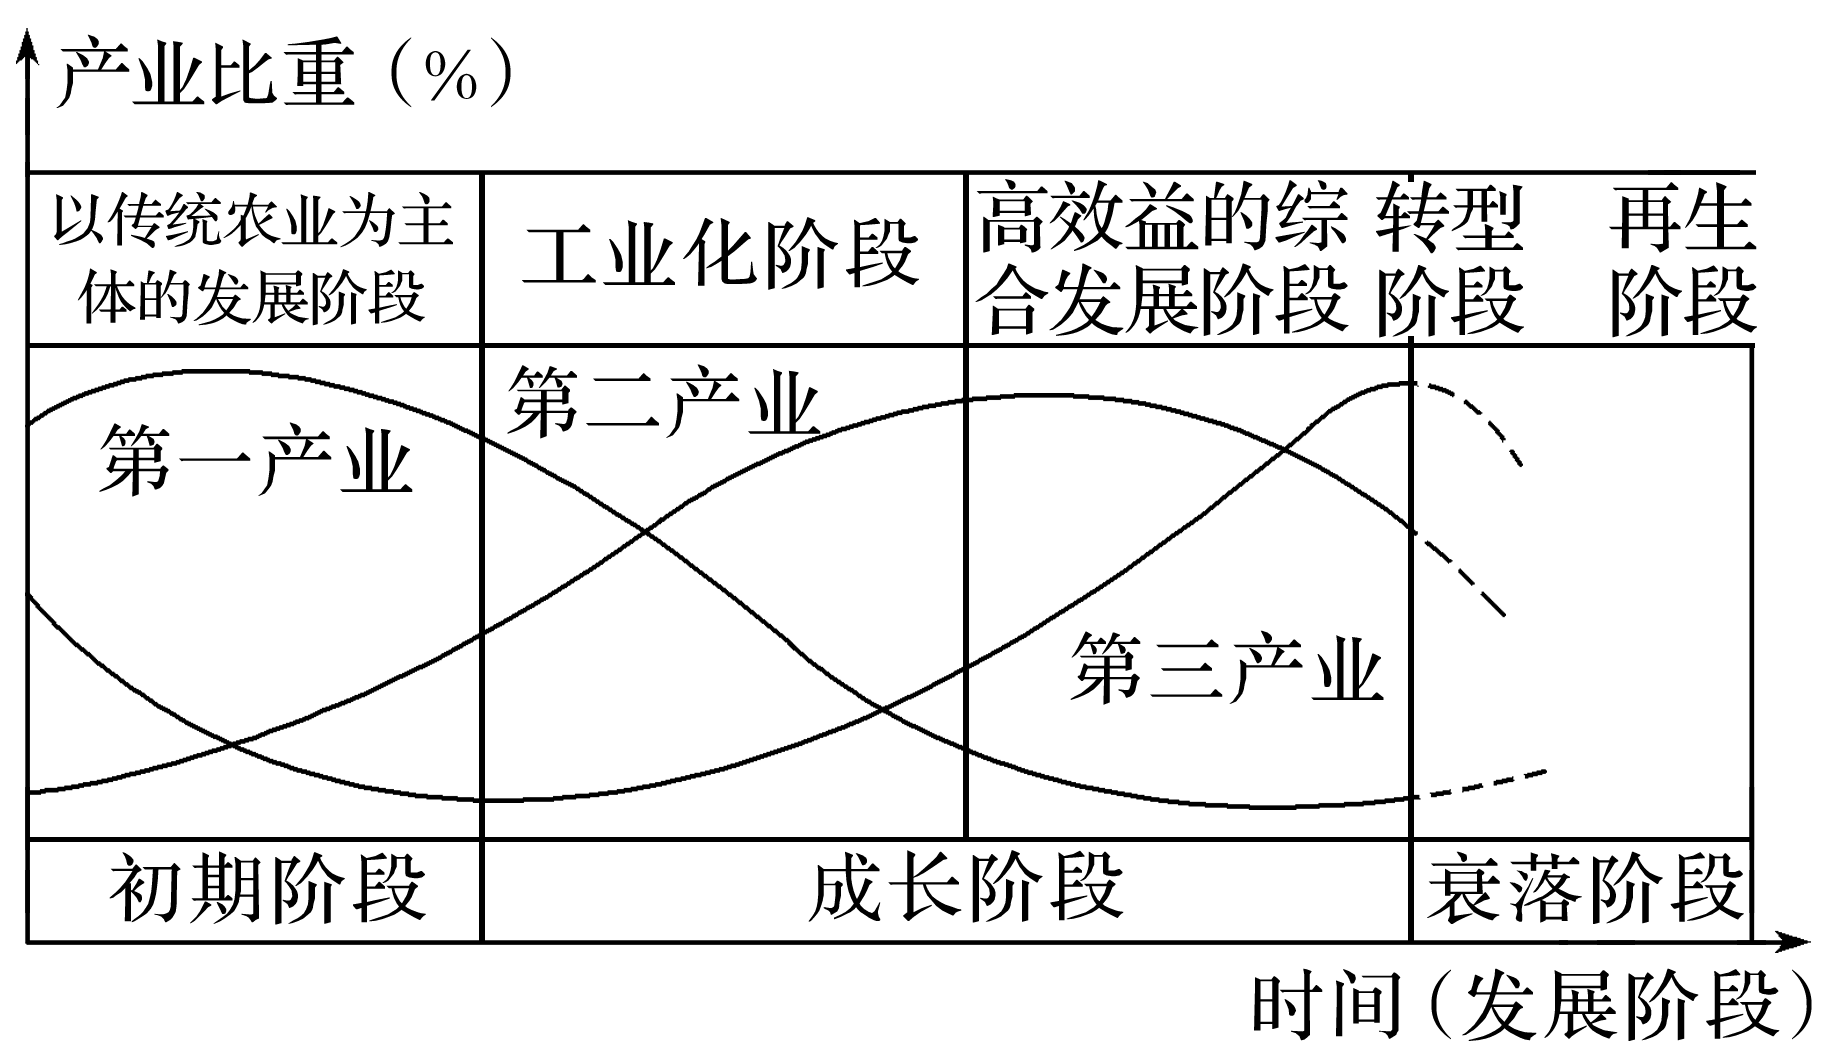 产业比重(%)
以传统农业为主
体的发展阶段
工业化阶段
高效益的综
合发展阶段
转型
阶段
再生
阶段
第一产业
第二产业
第三产业
初期阶段
成长阶段
衰落阶段
时间(发展阶段)